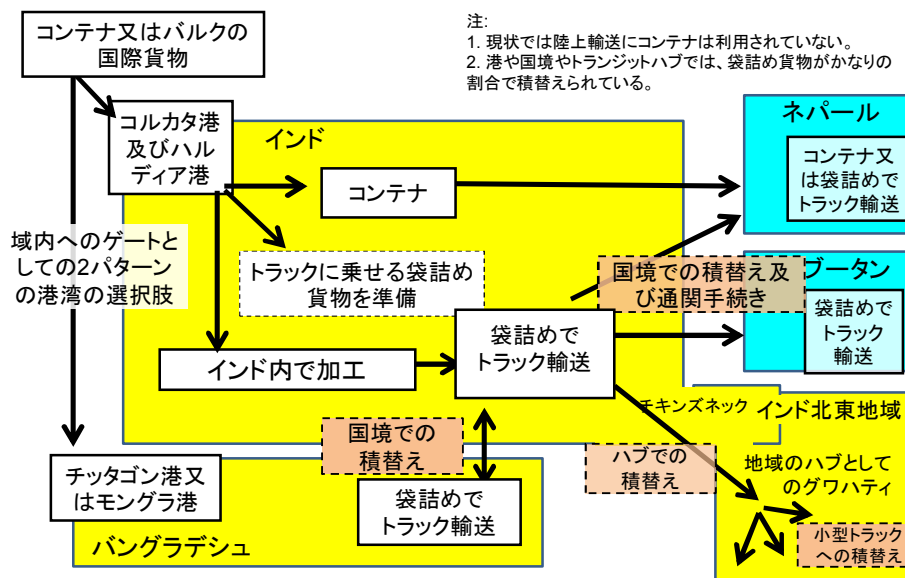 コンテナ又はバルクの
国際貨物
注:
1. 現状では陸上輸送にコンテナは利用されていない。
2. 港や国境やトランジットハブでは、袋詰め貨物がかなりの
割合で積替えられている。
コルカタ港
及びハル
ディア港
インド
コンテナ
ネパール
コンテナ又
は袋詰めで
トラック輸送
域内へのゲートと
しての2パターン
の港湾の選択肢
トラックに乗せる袋詰め
貨物を準備
国境での積替え及
び通関手続き
ブータン
袋詰めで
トラック
輸送
インド内で加工
袋詰めで
トラック輸送
チキンズネック
インド北東地域
国境での
積替え
ハブでの
積替え
地域のハブとして
のグワハティ
チッタゴン港又
はモングラ港
袋詰めで
トラック輸送
バングラデシュ
小型トラック
への積替え